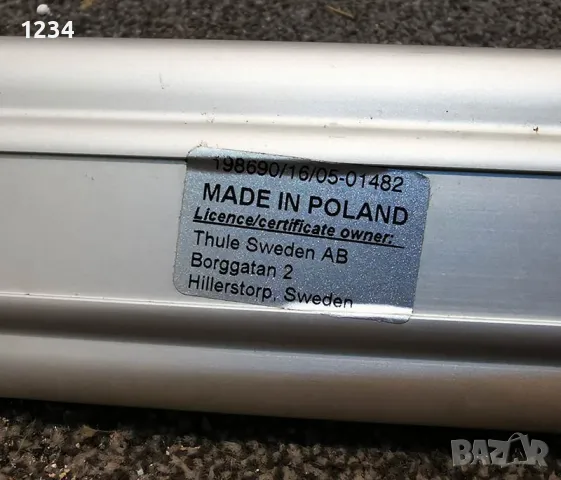 1234
198690/16/05-01482
MADE IN POLAND
Licence/certificate owner:
Thule Sweden AB
Borggatan 2
Hillerstorp, Sweden
BAZAR